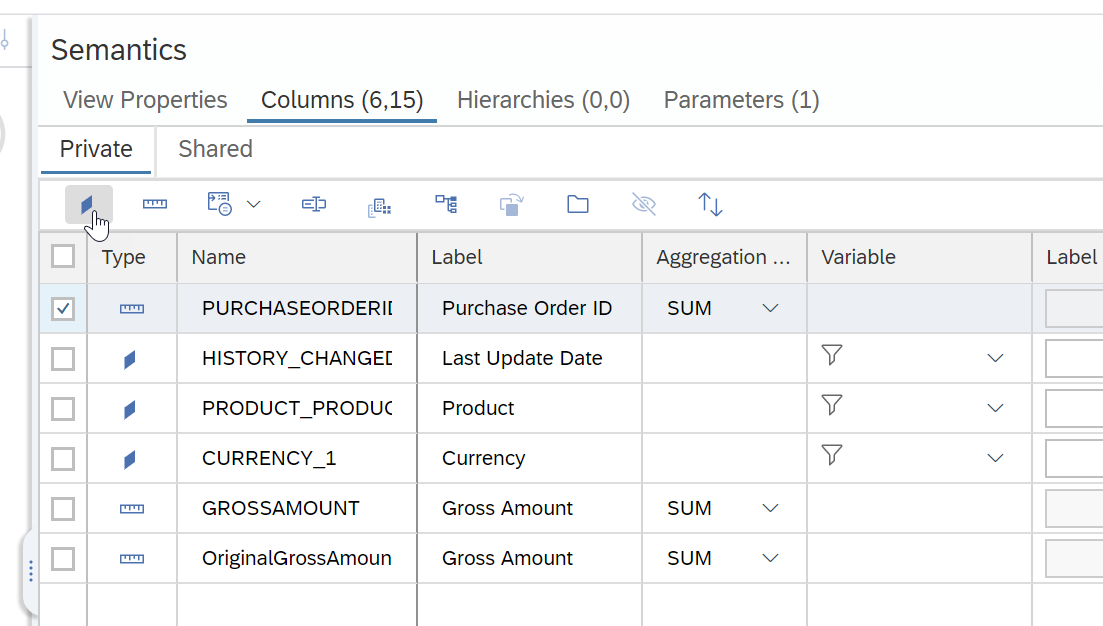 Semantics
View Properties Columns (6,15) Hierarchies (0,0) Parameters (1)
Private Shared
Type Name Label Aggregation ... Variable Label
PURCHASEORDERI Purchase Order ID SUM
HISTORY_CHANGED Last Update Date
PRODUCT_PRODUC Product
CURRENCY_1 Currency
GROSSAMOUNT Gross Amount SUM
OriginalGrossAmoun Gross Amount SUM